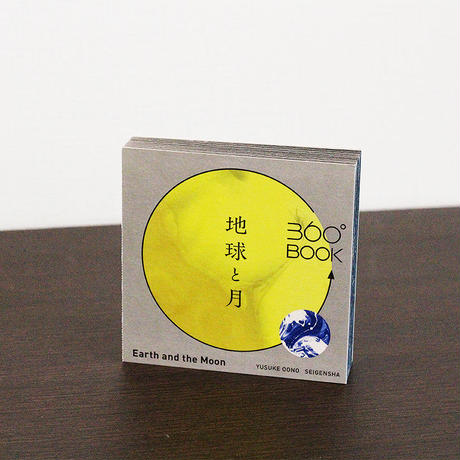 地球と月
360°
BOOK
Earth and the Moon
YUSUKE OONO SEIGENSHA